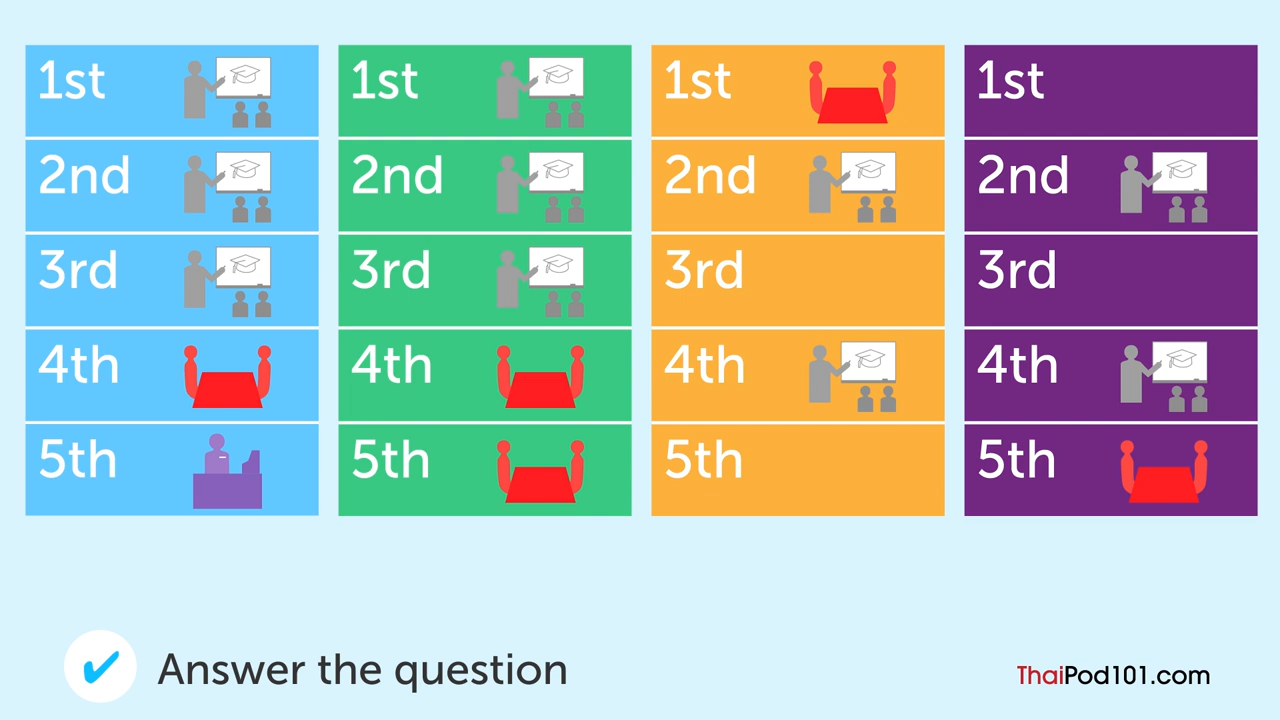 1st
2nd
3rd
4th
5th
1st
2nd
3rd
4th
5th
1st
2nd
3rd
4th
5th
1st
2nd
3rd
4th
5th
Answer the question
ThaiPod101.com